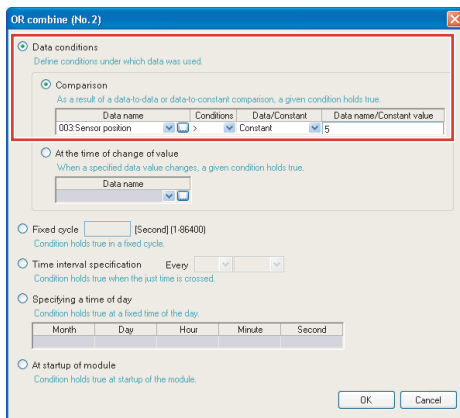 OR combine (No.2)
Data conditions
Define conditions under which data was used.
Comparison
As a result of a data-to-data or data-to-constant comparison, a given condition holds true.
Data name Conditions Data/Constant Data name/Constant value
003:Sensor position > Constant 5
At the time of change of value
When a specified data value changes, a given condition holds true.
Data name
Fixed cycle [Second] (1-86400)
Condition holds true in a fixed cycle.
Time interval specification Every
Condition holds true when the just time is crossed.
Specifying a time of day
Condition holds true at a fixed time of the day.
Month Day Hour Minute Second
At startup of module
Condition holds true at startup of the module.
OK Cancel